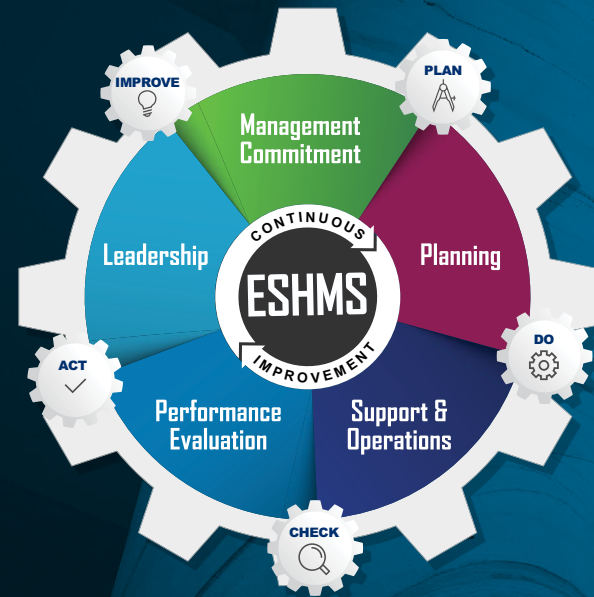 IMPROVE
PLAN
Management
Commitment
CONTINUOUS
Leadership
Planning
ESHMS
IMPROVEMENT
DO
ACT
Performance
Evaluation
Support &
Operations
CHECK